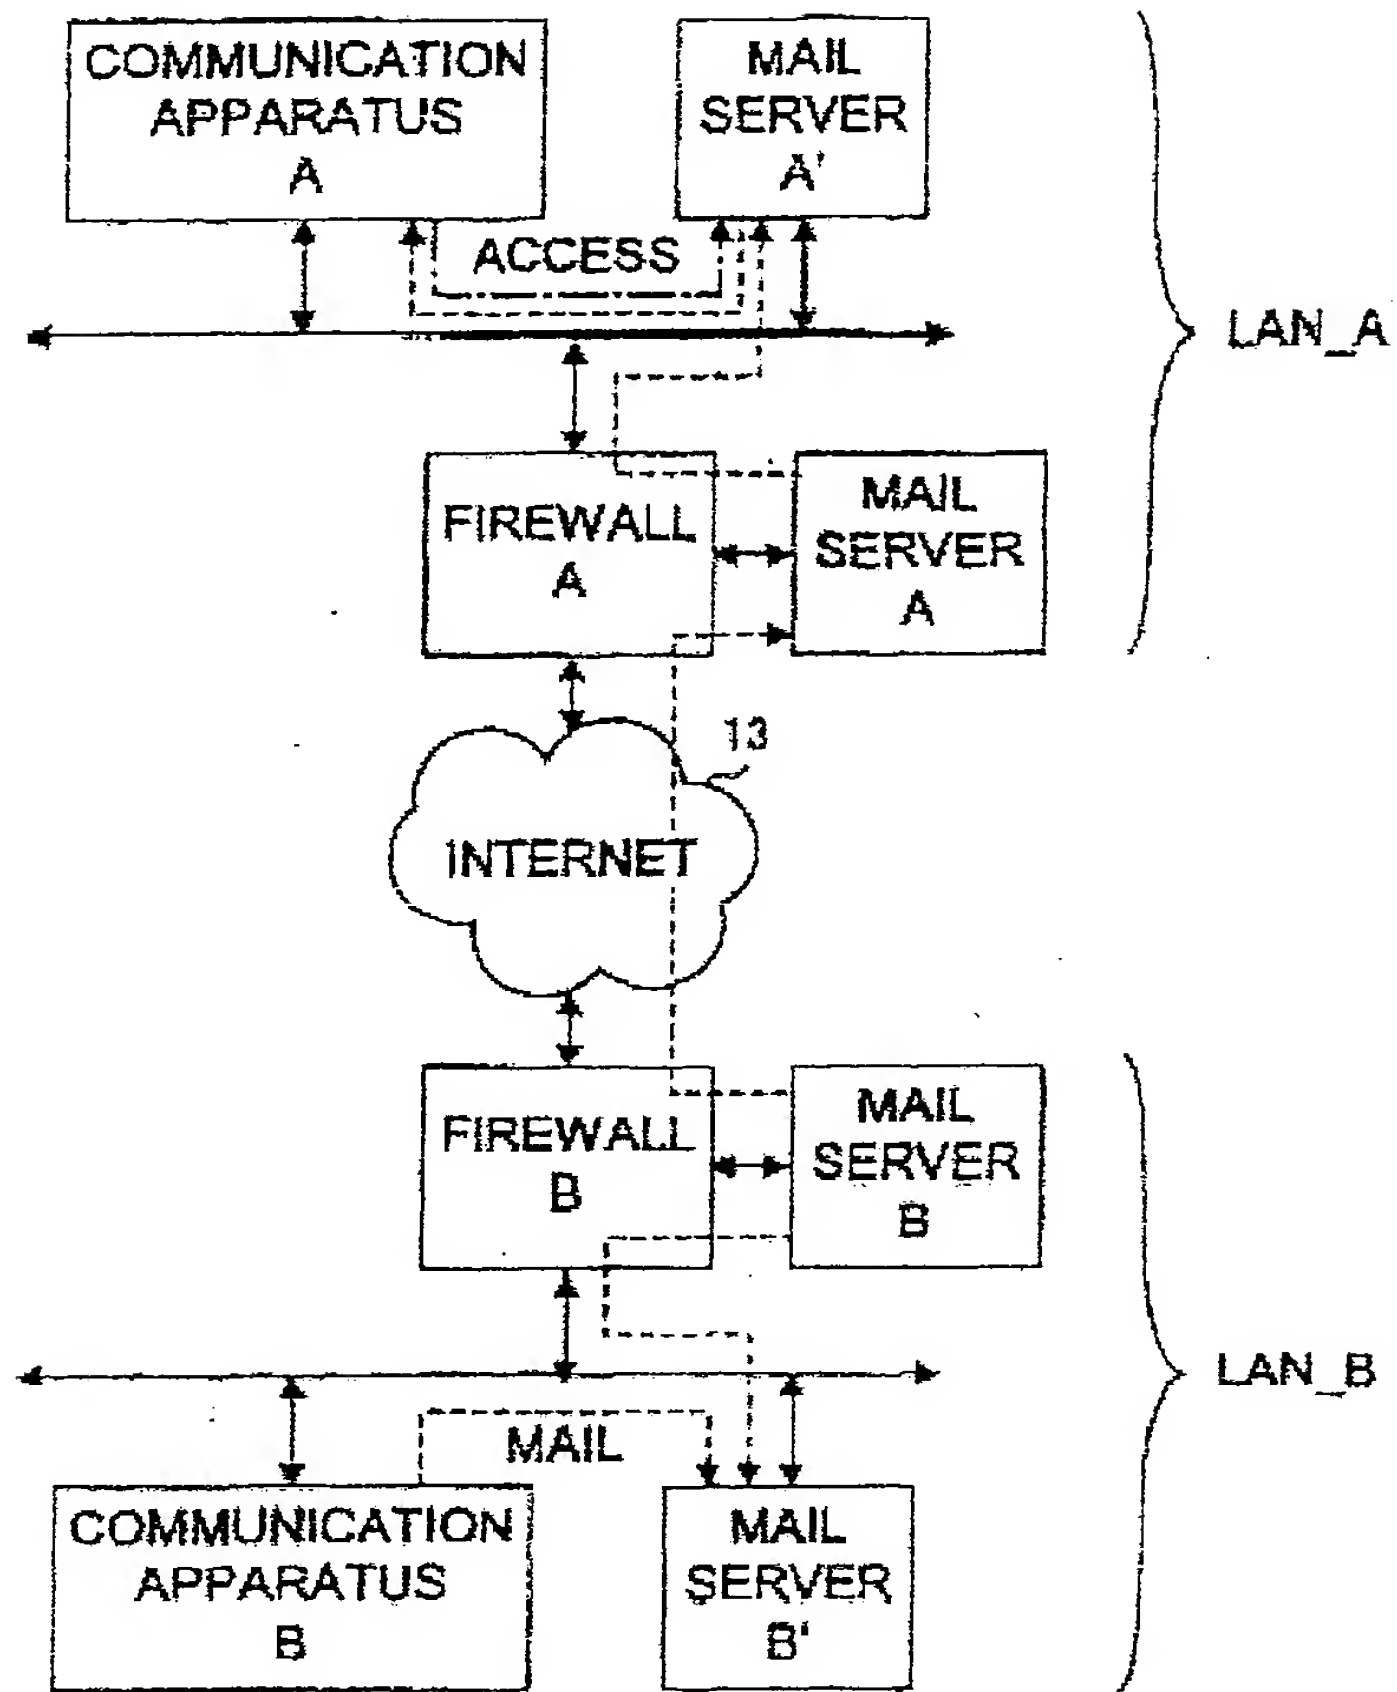 COMMUNICATION
APPARATUS
A
MAIL
SERVER
A'
ACCESS
LAN_A
FIREWALL
A
MAIL
SERVER
A
13
INTERNET
FIREWALL
B
MAIL
SERVER
B
LAN_B
MAIL
COMMUNICATION
APPARATUS
B
MAIL
SERVER
B'